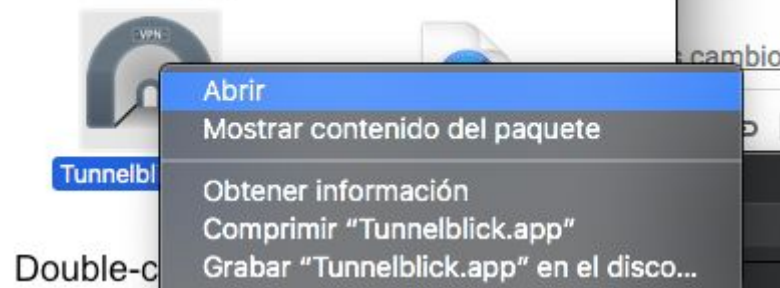 VPN
cambio
Abrir
Mostrar contenido del paquete
Tunnelbl
Obtener información
Comprimir “Tunnelblick.app”
Double-c
Grabar “Tunnelblick.app” en el disco...